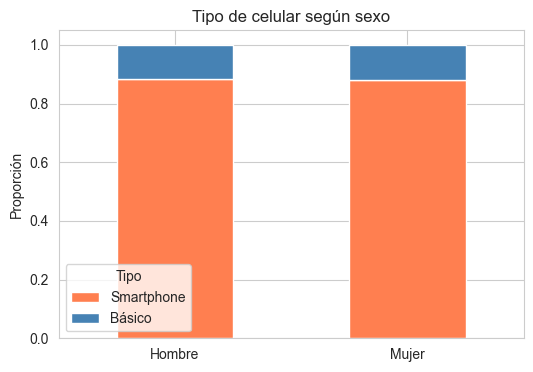 Tipo de celular según sexo
Proporción
1.0
0.8
0.6
0.4
0.2
0.0
Tipo
Smartphone
Básico
Hombre
Mujer